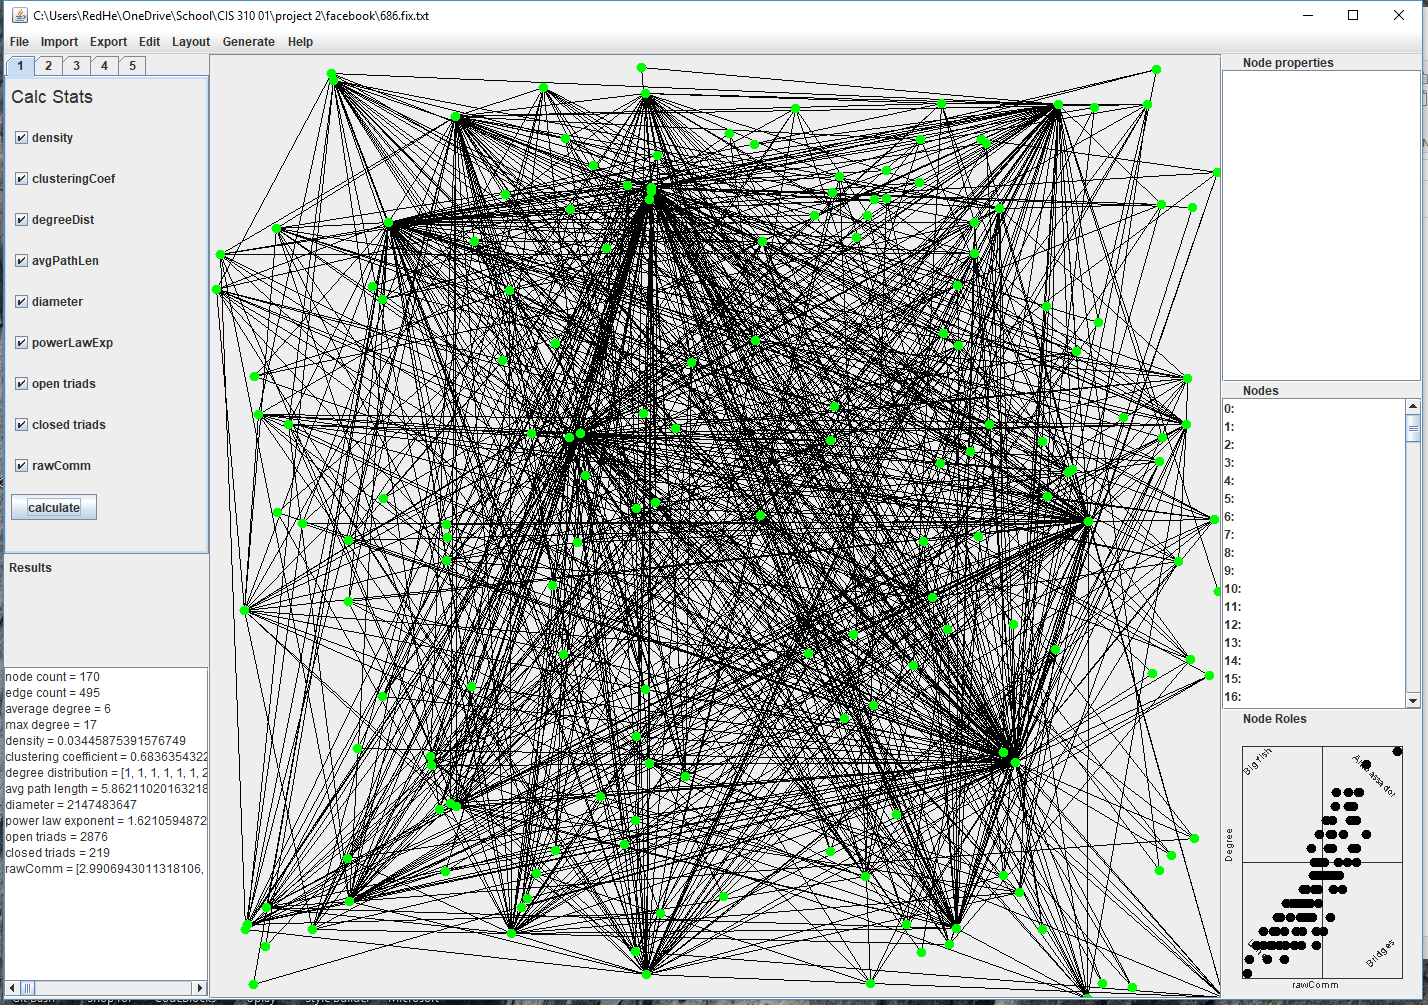 C:\Users\RedHe\OneDrive\School\CIS 310 01\project 2\facebook\686.fix.txt
File Import Export Edit Layout Generate Help
1 2 3 4 5
Calc Stats
density
clusteringCoef
degreeDist
avgPathLen
diameter
powerLawExp
open triads
closed triads
rawComm
calculate
Results
node count = 170
edge count = 495
average degree = 6
max degree = 17
density = 0.03445875391576749
clustering coefficient = 0.6836354322
degree distribution = [1, 1, 1, 1, 1, 1, 2
avg path length = 5.86211020163218
diameter = 2147483647
power law exponent = 1.6210594872
open triads = 2876
closed triads = 219
rawComm = [2.9906943011318106,
Node properties
Nodes
0:
1:
2:
3:
4:
5:
6:
7:
8:
9:
10:
11:
12:
13:
14:
15:
16:
Node Roles
Big fish
Degree
Bridges
rawComm